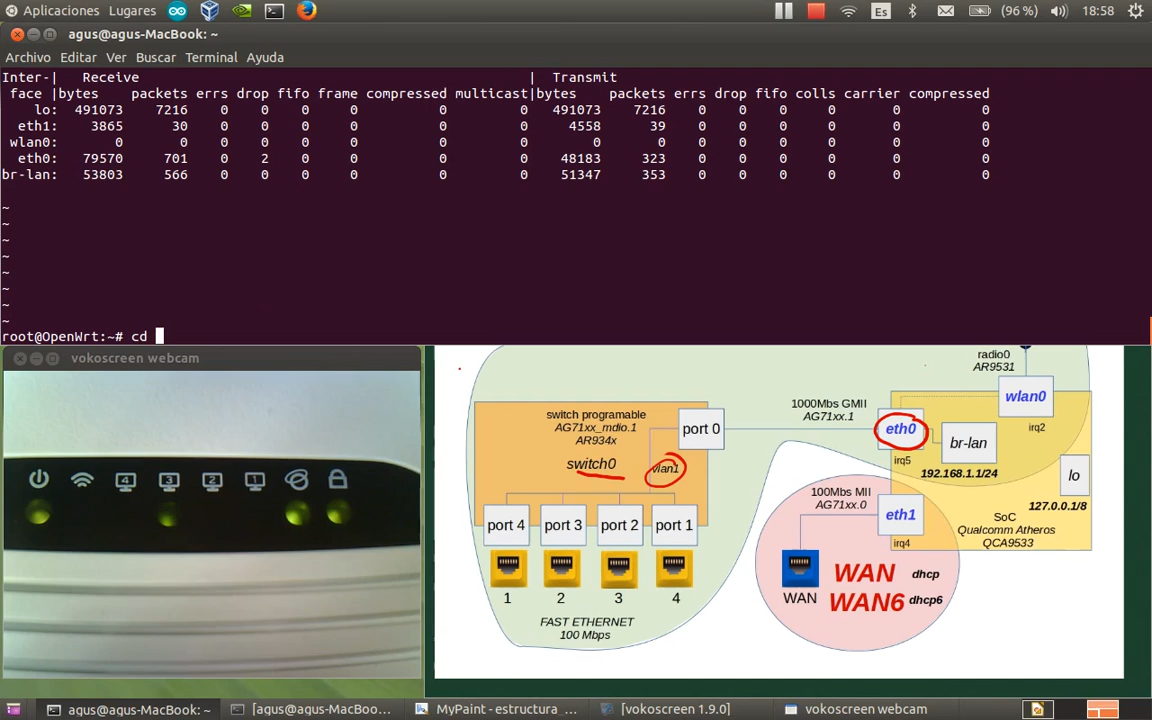 Aplicaciones Lugares Es (96 %) 18:58
agus@agus-MacBook: ~
Archivo Editar Ver Buscar Terminal Ayuda
Inter-| Receive | Transmit
face |bytes packets errs drop fifo frame compressed multicast|bytes packets errs drop fifo colls carrier compressed
lo: 491073 7216 0 0 0 0 0 0 491073 7216 0 0 0 0 0 0
eth1: 3865 30 0 0 0 0 0 0 4558 39 0 0 0 0 0 0
wlan0: 0 0 0 0 0 0 0 0 0 0 0 0 0 0 0 0
eth0: 79570 701 0 2 0 0 0 0 48183 323 0 0 0 0 0 0
br-lan: 53803 566 0 0 0 0 0 0 51347 353 0 0 0 0 0 0
~
~
~
~
~
~
~
~
root@OpenWrt:~# cd
vokoscreen webcam
4 3 2 1
radio0
AR9531
wlan0
irq2
1000Mbs GMII
AG71xx.1
eth0
irq5
br-lan
192.168.1.1/24
lo
127.0.0.1/8
switch programable
AG71xx_mdio.1
AR934x
switch0
port 0
vlan1
port 4 port 3 port 2 port 1
1 2 3 4
FAST ETHERNET
100 Mbps
100Mbs MII
AG71xx.0
eth1
irq4
SoC
Qualcomm Atheros
QCA9533
WAN
WAN dhcp
WAN6 dhcp6
agus@agus-MacBook: ~ [agus@agus-MacBoo... MyPaint - estructura_... [vokoscreen 1.9.0] vokoscreen webcam